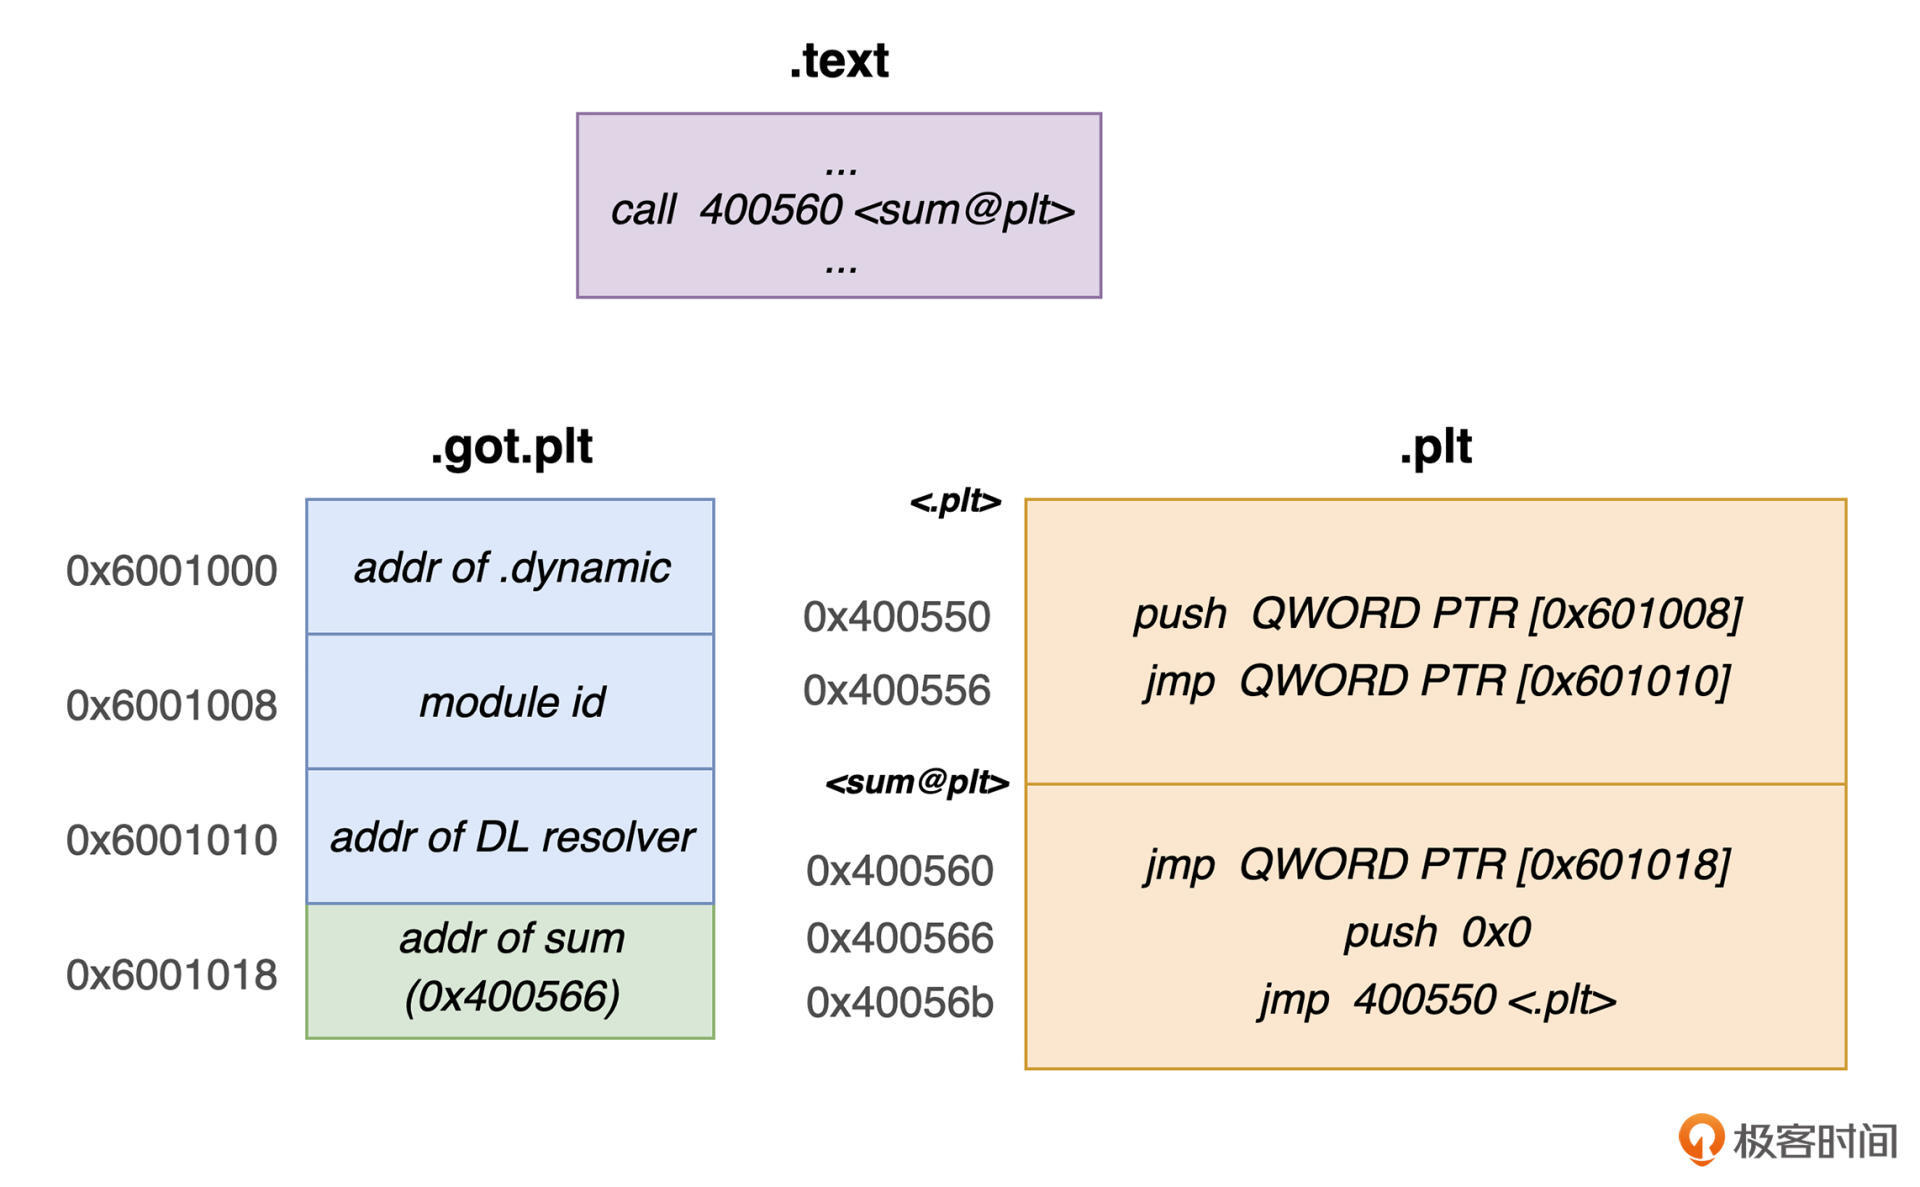 .text
...
call 400560 <sum@plt>
...
.got.plt
0x6001000
addr of .dynamic
0x6001008
module id
0x6001010
addr of DL resolver
0x6001018
addr of sum
(0x400566)
.plt
<.plt>
0x400550
push QWORD PTR [0x601008]
0x400556
jmp QWORD PTR [0x601010]
<sum@plt>
0x400560
jmp QWORD PTR [0x601018]
0x400566
push 0x0
0x40056b
jmp 400550 <.plt>
极客时间